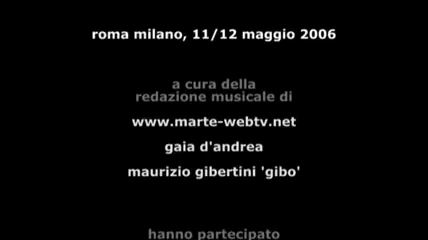 roma milano, 11/12 maggio 2006
a cura della
redazione musicale di
www.marte-webtv.net
gaia d'andrea
maurizio gibertini 'gibo'
hanno partecipato